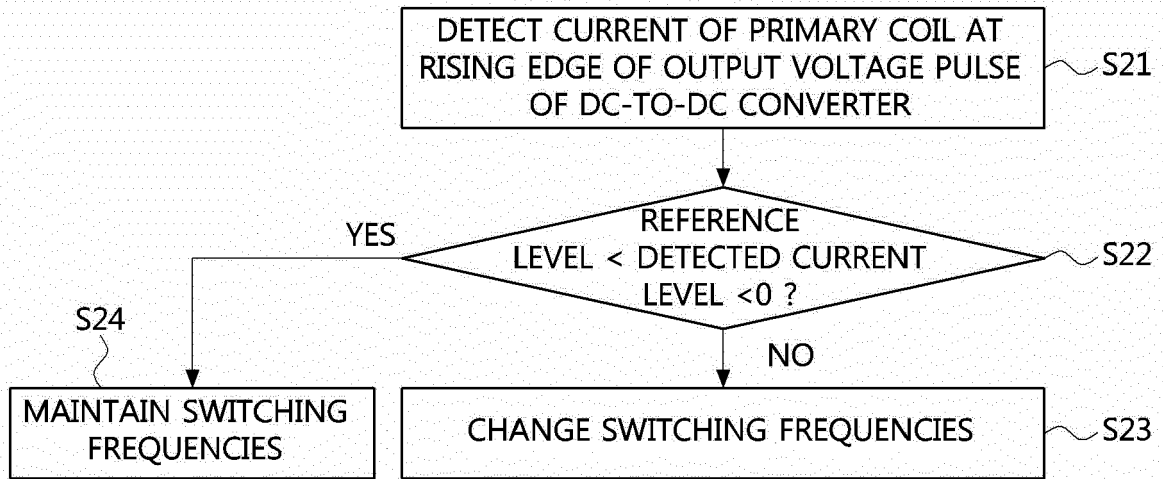 DETECT CURRENT OF PRIMARY COIL AT
RISING EDGE OF OUTPUT VOLTAGE PULSE
OF DC-TO-DC CONVERTER
S21
REFERENCE
LEVEL < DETECTED CURRENT
LEVEL <0 ?
S22
YES
NO
S24
MAINTAIN SWITCHING
FREQUENCIES
CHANGE SWITCHING FREQUENCIES
S23